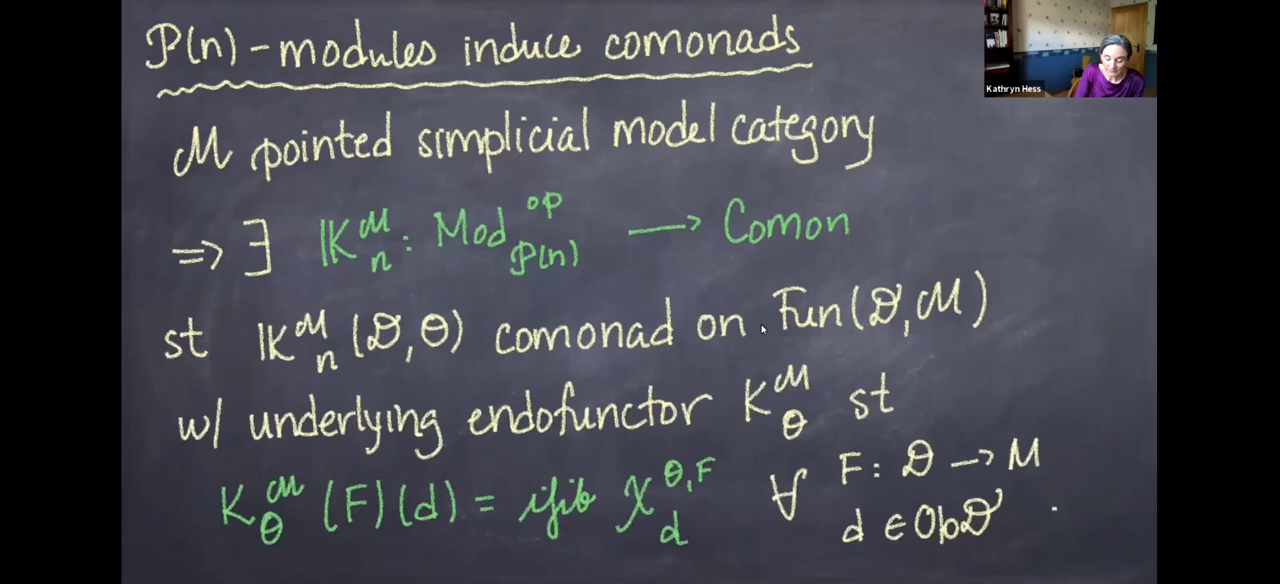 P(n)-modules induce comonads
Kathryn Hess
M pointed simplicial model category
⇒ ∃ 𝕂ₙᴹ : Mod_P(n)^op → Comon
st 𝕂ₙᴹ(D, Θ) comonad on Fun(D, M)
w/ underlying endofunctor K_Θ^M st
K_Θ^M (F)(d) = ifib X_d^Θ,F ∀ F: D → M
d ∈ Ob D .